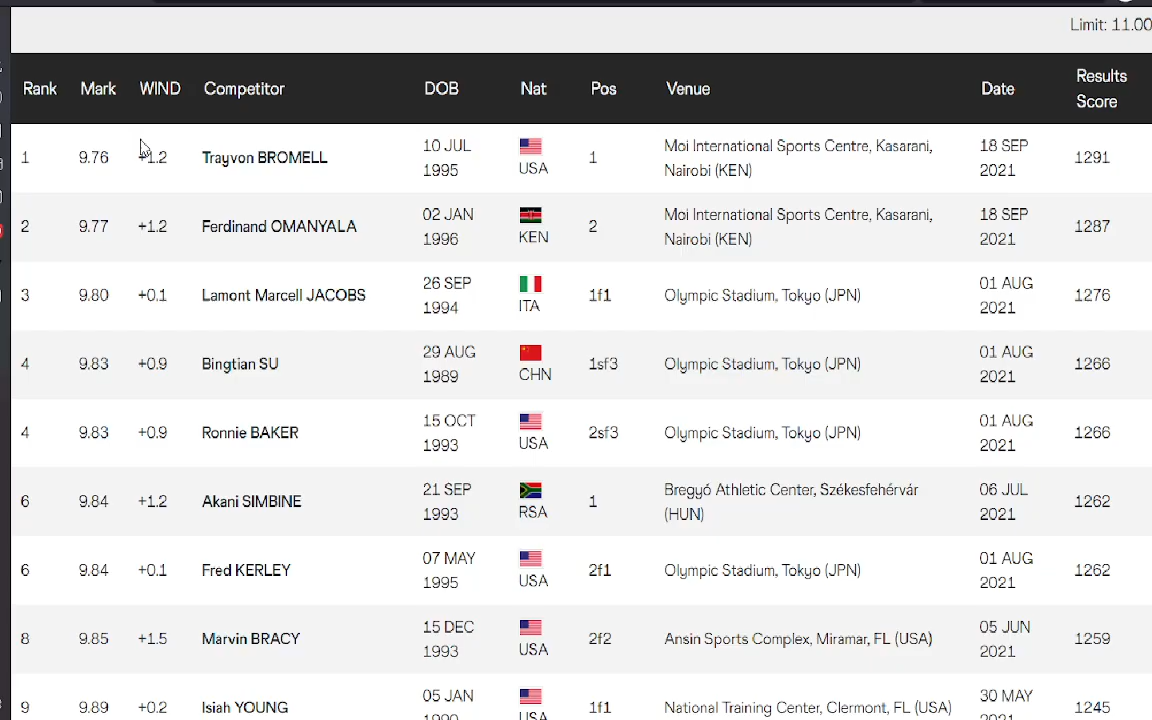 Limit: 11.00
Rank Mark WIND Competitor DOB Nat Pos Venue Date Results Score
1 9.76 +1.2 Trayvon BROMELL 10 JUL 1995 USA 1 Moi International Sports Centre, Kasarani, Nairobi (KEN) 18 SEP 2021 1291
2 9.77 +1.2 Ferdinand OMANYALA 02 JAN 1996 KEN 2 Moi International Sports Centre, Kasarani, Nairobi (KEN) 18 SEP 2021 1287
3 9.80 +0.1 Lamont Marcell JACOBS 26 SEP 1994 ITA 1f1 Olympic Stadium, Tokyo (JPN) 01 AUG 2021 1276
4 9.83 +0.9 Bingtian SU 29 AUG 1989 CHN 1sf3 Olympic Stadium, Tokyo (JPN) 01 AUG 2021 1266
4 9.83 +0.9 Ronnie BAKER 15 OCT 1993 USA 2sf3 Olympic Stadium, Tokyo (JPN) 01 AUG 2021 1266
6 9.84 +1.2 Akani SIMBINE 21 SEP 1993 RSA 1 Bregyó Athletic Center, Székesfehérvár (HUN) 06 JUL 2021 1262
6 9.84 +0.1 Fred KERLEY 07 MAY 1995 USA 2f1 Olympic Stadium, Tokyo (JPN) 01 AUG 2021 1262
8 9.85 +1.5 Marvin BRACY 15 DEC 1993 USA 2f2 Ansin Sports Complex, Miramar, FL (USA) 05 JUN 2021 1259
9 9.89 +0.2 Isiah YOUNG 05 JAN 1990 USA 1f1 National Training Center, Clermont, FL (USA) 30 MAY 2021 1245